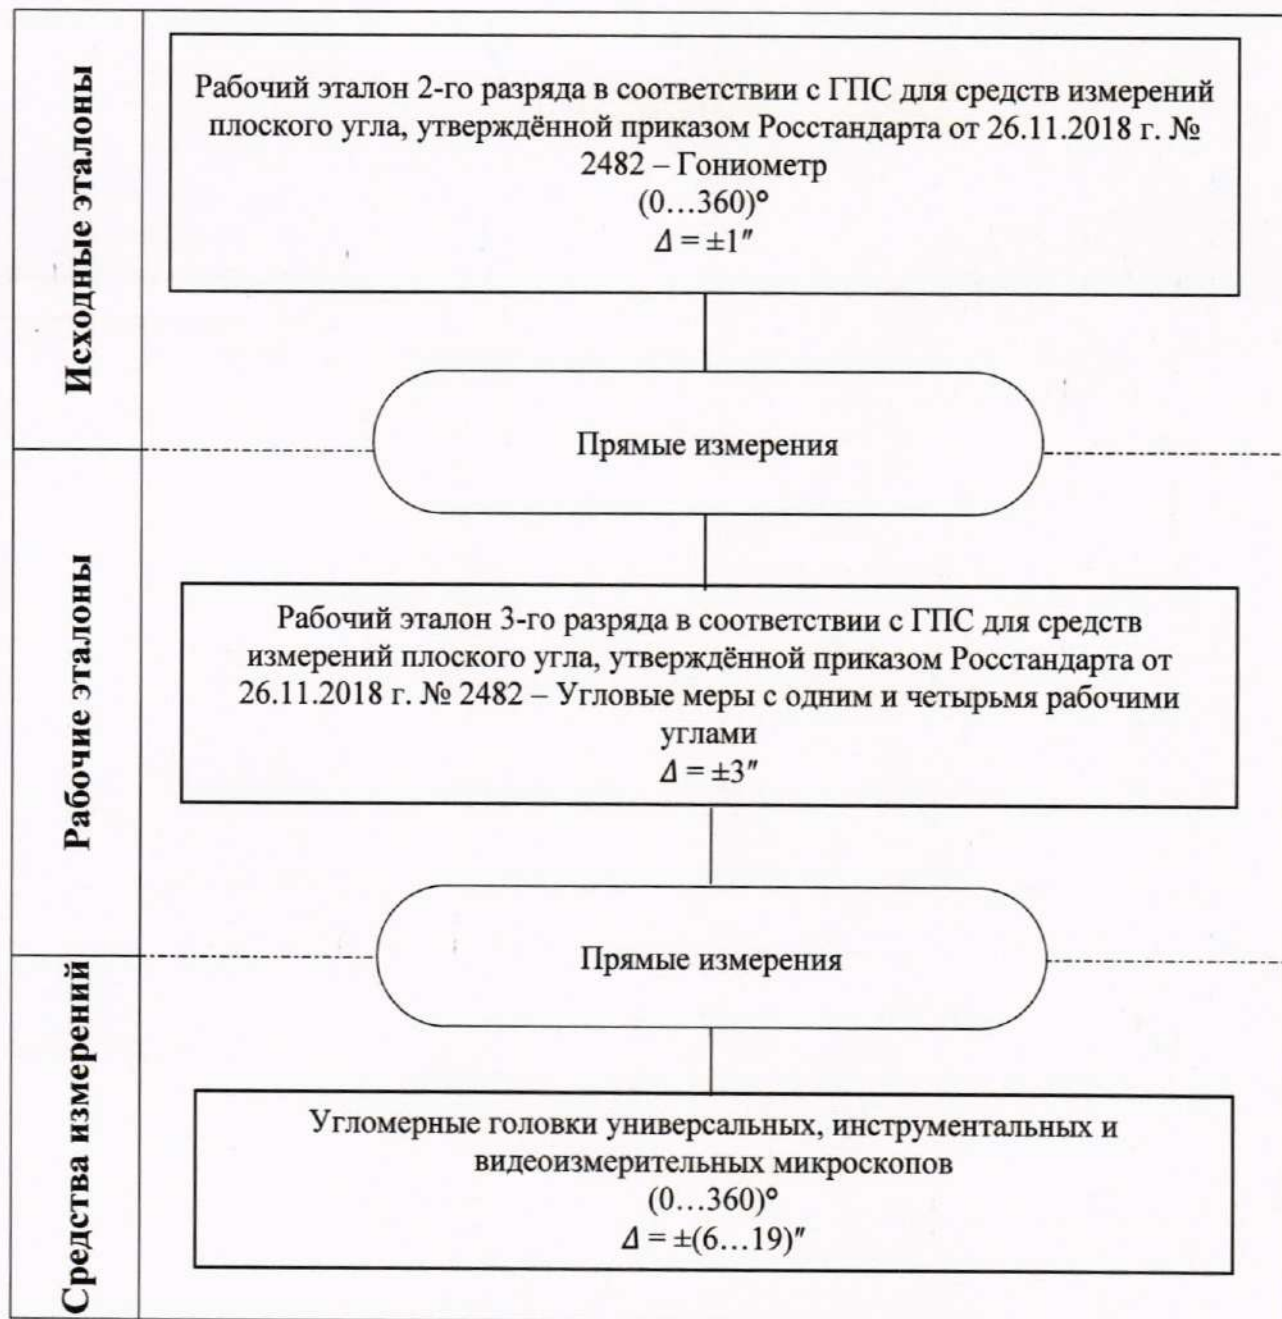 Исходные эталоны
Рабочий эталон 2-го разряда в соответствии с ГПС для средств измерений
плоского угла, утверждённой приказом Росстандарта от 26.11.2018 г. №
2482 – Гониометр
(0…360)°
Δ = ±1″
Прямые измерения
Рабочие эталоны
Рабочий эталон 3-го разряда в соответствии с ГПС для средств
измерений плоского угла, утверждённой приказом Росстандарта от
26.11.2018 г. № 2482 – Угловые меры с одним и четырьмя рабочими
углами
Δ = ±3″
Прямые измерения
Средства измерений
Угломерные головки универсальных, инструментальных и
видеоизмерительных микроскопов
(0…360)°
Δ = ±(6…19)″